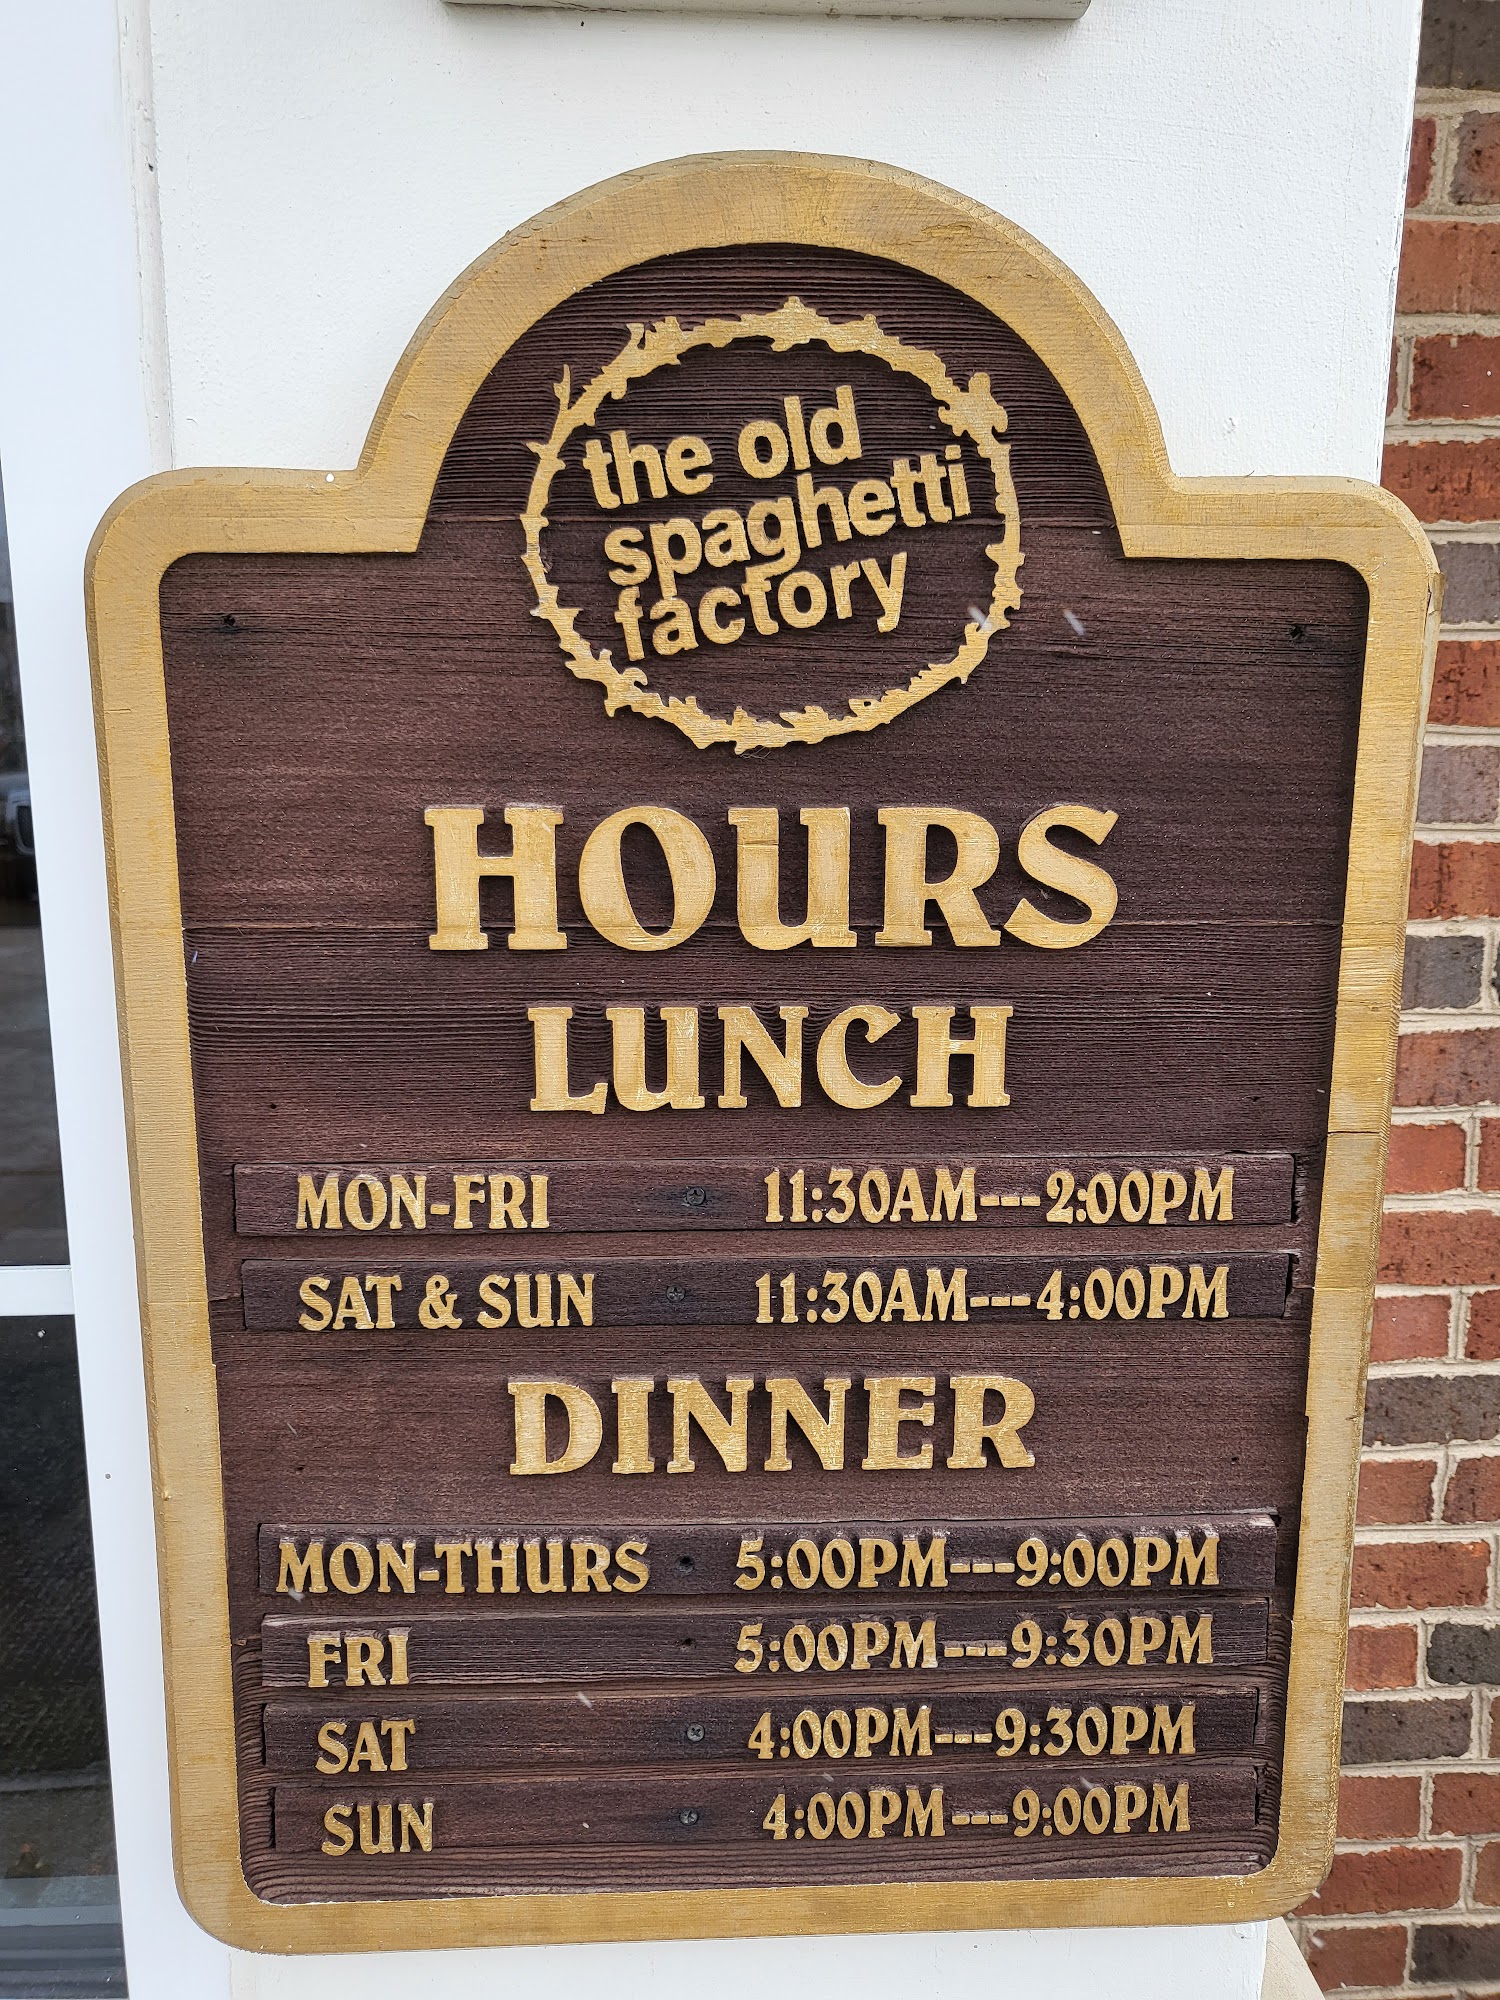 the old
spaghetti
factory
HOURS
LUNCH
MON-FRI 11:30AM---2:00PM
SAT & SUN 11:30AM---4:00PM
DINNER
MON-THURS 5:00PM---9:00PM
FRI 5:00PM---9:30PM
SAT 4:00PM---9:30PM
SUN 4:00PM---9:00PM